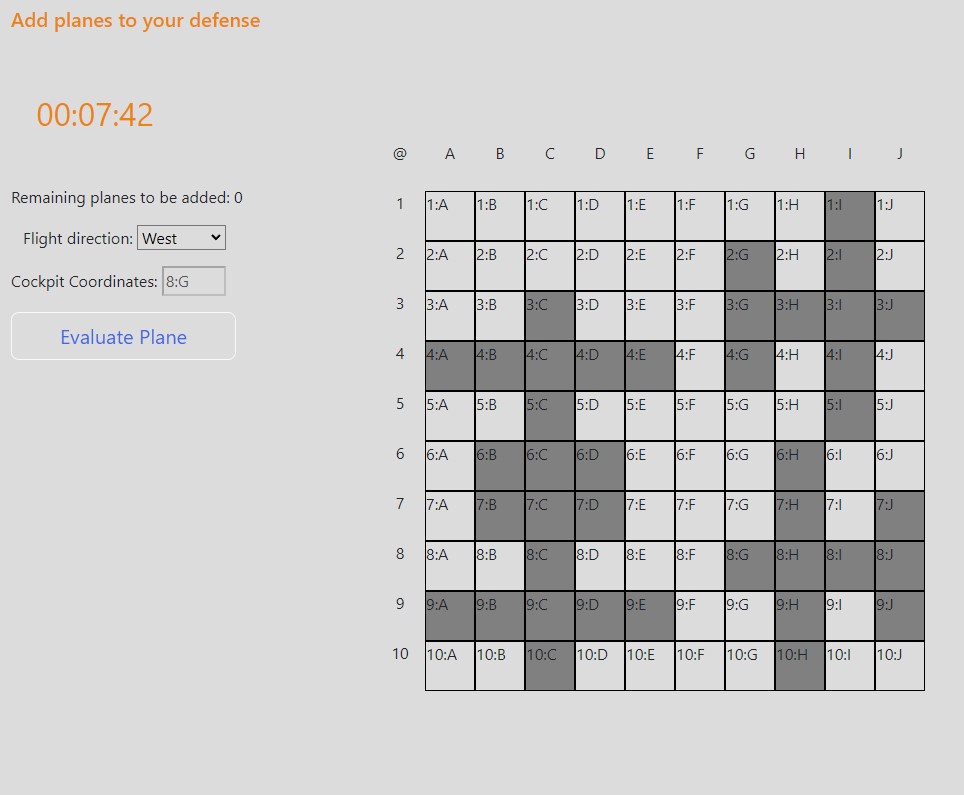 Add planes to your defense
00:07:42
Remaining planes to be added: 0
Flight direction: West
Cockpit Coordinates: 8:G
Evaluate Plane
@ A B C D E F G H I J
1 1:A 1:B 1:C 1:D 1:E 1:F 1:G 1:H 1:I 1:J
2 2:A 2:B 2:C 2:D 2:E 2:F 2:G 2:H 2:I 2:J
3 3:A 3:B 3:C 3:D 3:E 3:F 3:G 3:H 3:I 3:J
4 4:A 4:B 4:C 4:D 4:E 4:F 4:G 4:H 4:I 4:J
5 5:A 5:B 5:C 5:D 5:E 5:F 5:G 5:H 5:I 5:J
6 6:A 6:B 6:C 6:D 6:E 6:F 6:G 6:H 6:I 6:J
7 7:A 7:B 7:C 7:D 7:E 7:F 7:G 7:H 7:I 7:J
8 8:A 8:B 8:C 8:D 8:E 8:F 8:G 8:H 8:I 8:J
9 9:A 9:B 9:C 9:D 9:E 9:F 9:G 9:H 9:I 9:J
10 10:A 10:B 10:C 10:D 10:E 10:F 10:G 10:H 10:I 10:J